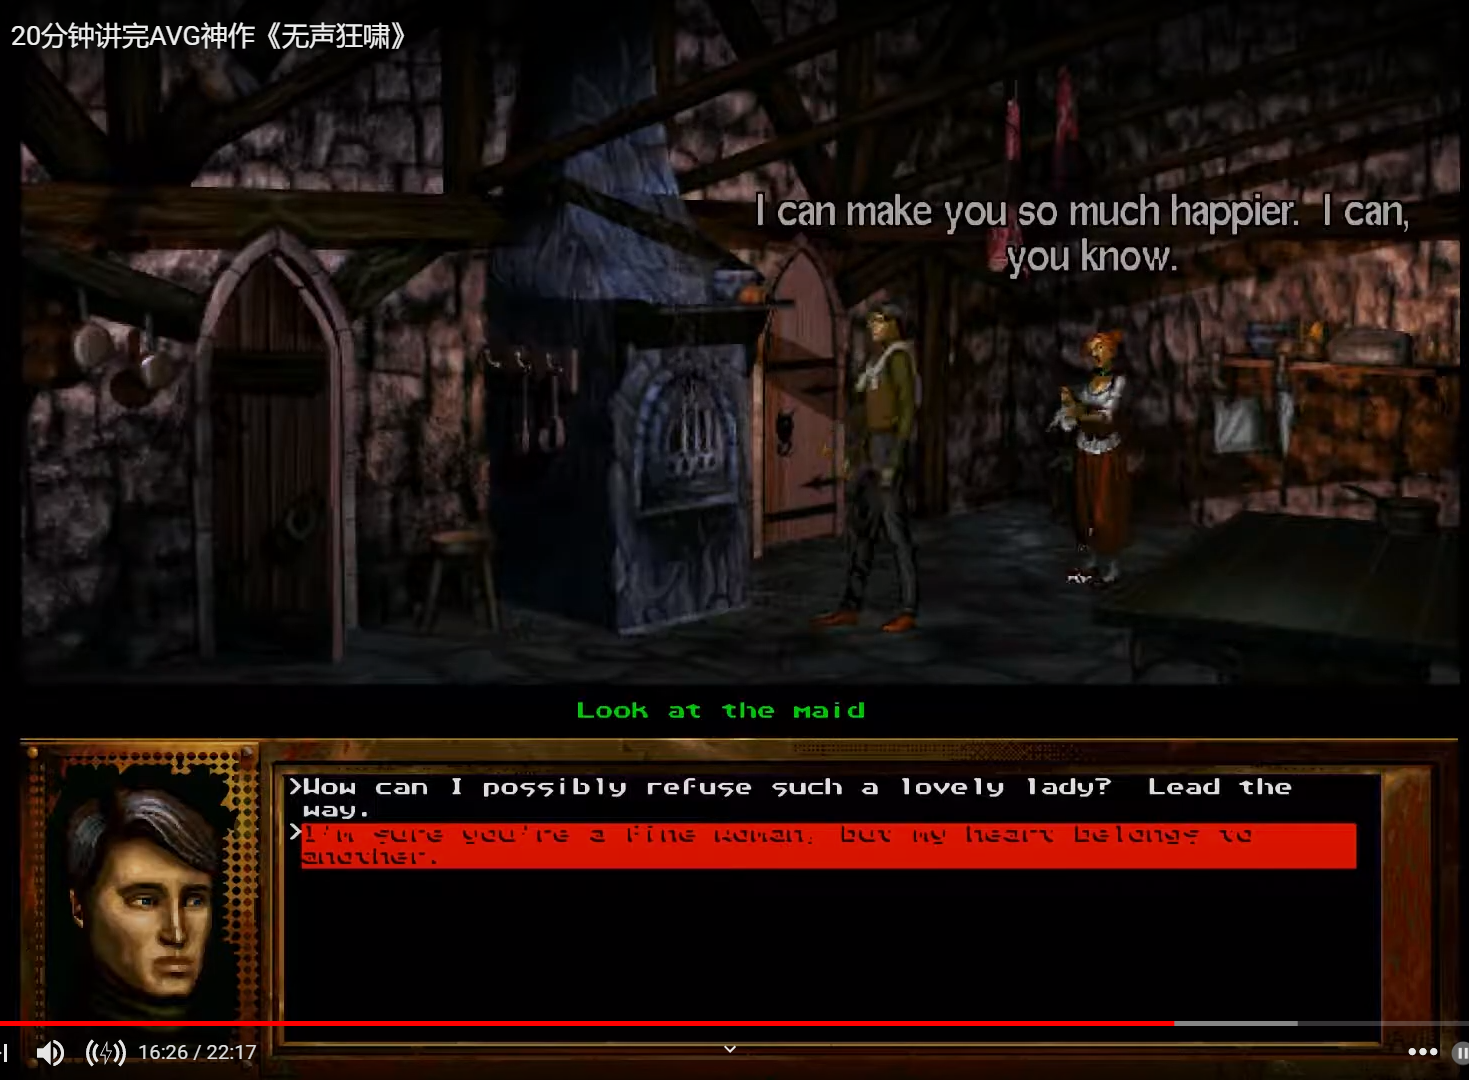 20分钟讲完AVG神作《无声狂啸》
I can make you so much happier. I can,
you know.
Look at the maid
>How can I possibly refuse such a lovely lady? Lead the
way.
>I'm sure you're a fine woman, but my heart belongs to
another.
16:26 / 22:17